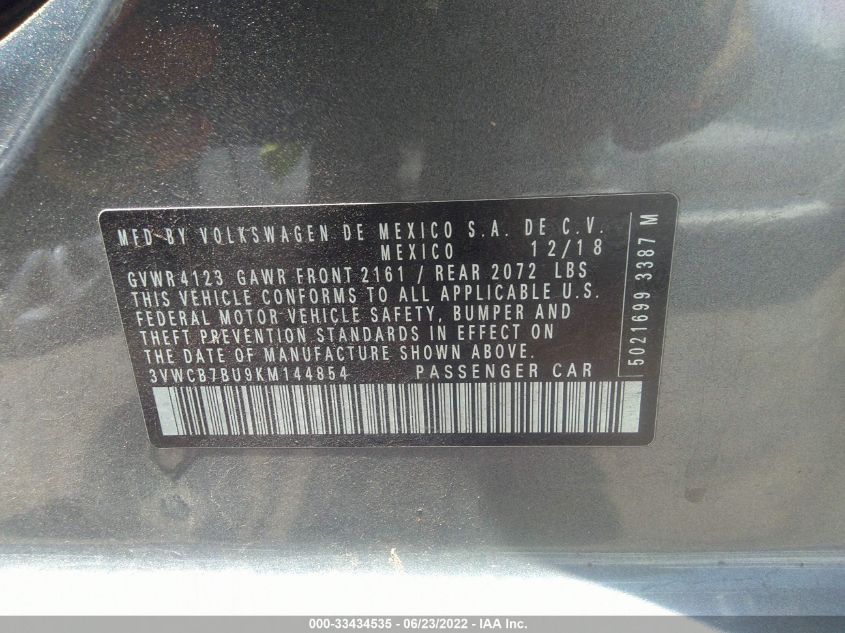 MFD BY VOLKSWAGEN DE MEXICO S.A. DE C.V.
MEXICO 12/18
GVWR 4123 GAWR FRONT 2161 / REAR 2072 LBS
THIS VEHICLE CONFORMS TO ALL APPLICABLE U.S.
FEDERAL MOTOR VEHICLE SAFETY, BUMPER AND
THEFT PREVENTION STANDARDS IN EFFECT ON
THE DATE OF MANUFACTURE SHOWN ABOVE.
3VWCB7BU9KM144854 PASSENGER CAR
5021699 3387 M
000-33434535 - 06/23/2022 - IAA Inc.